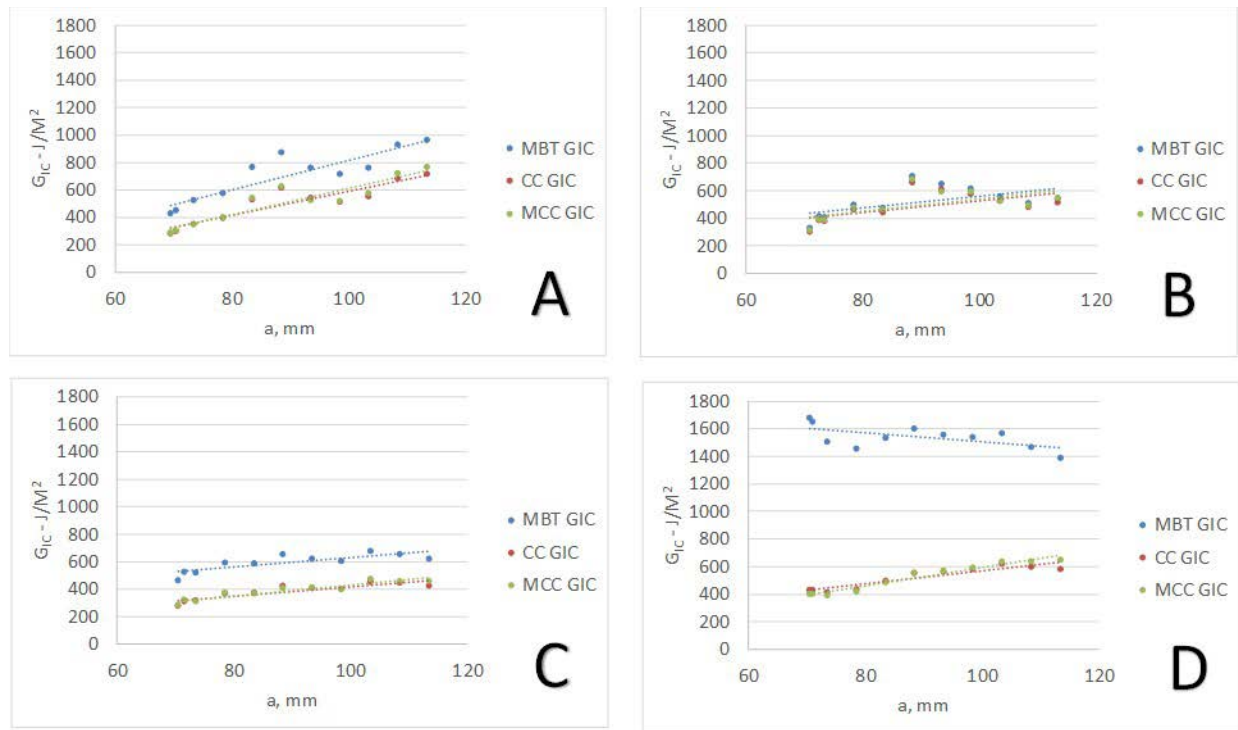 1800
1600
1400
1200
1000
800
600
400
200
0
G_IC - J/M²
60 80 100 120
a, mm
MBT GIC
CC GIC
MCC GIC
A
1800
1600
1400
1200
1000
800
600
400
200
0
G_IC - J/M²
60 80 100 120
a, mm
MBT GIC
CC GIC
MCC GIC
B
1800
1600
1400
1200
1000
800
600
400
200
0
G_IC - J/M²
60 80 100 120
a, mm
MBT GIC
CC GIC
MCC GIC
C
1800
1600
1400
1200
1000
800
600
400
200
0
G_IC - J/M²
60 80 100 120
a, mm
MBT GIC
CC GIC
MCC GIC
D